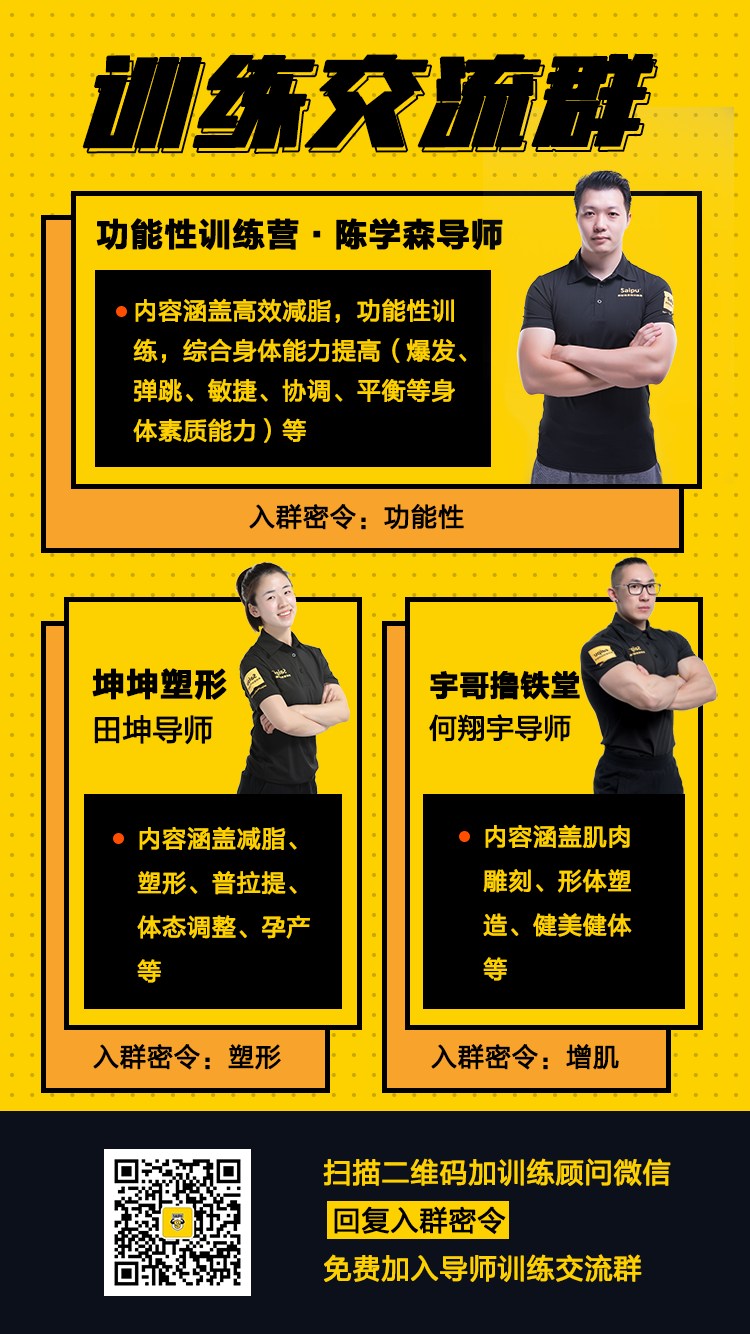 训练交流群
功能性训练营·陈学森导师
内容涵盖高效减脂,功能性训
练,综合身体能力提高(爆发、
弹跳、敏捷、协调、平衡等身
体素质能力)等
Saipu
入群密令:功能性
坤坤塑形
田坤导师
内容涵盖减脂、
塑形、普拉提、
体态调整、孕产
等
入群密令:塑形
宇哥撸铁堂
何翔宇导师
内容涵盖肌肉
雕刻、形体塑
造、健美健体
等
入群密令:增肌
扫描二维码加训练顾问微信
回复入群密令
免费加入导师训练交流群